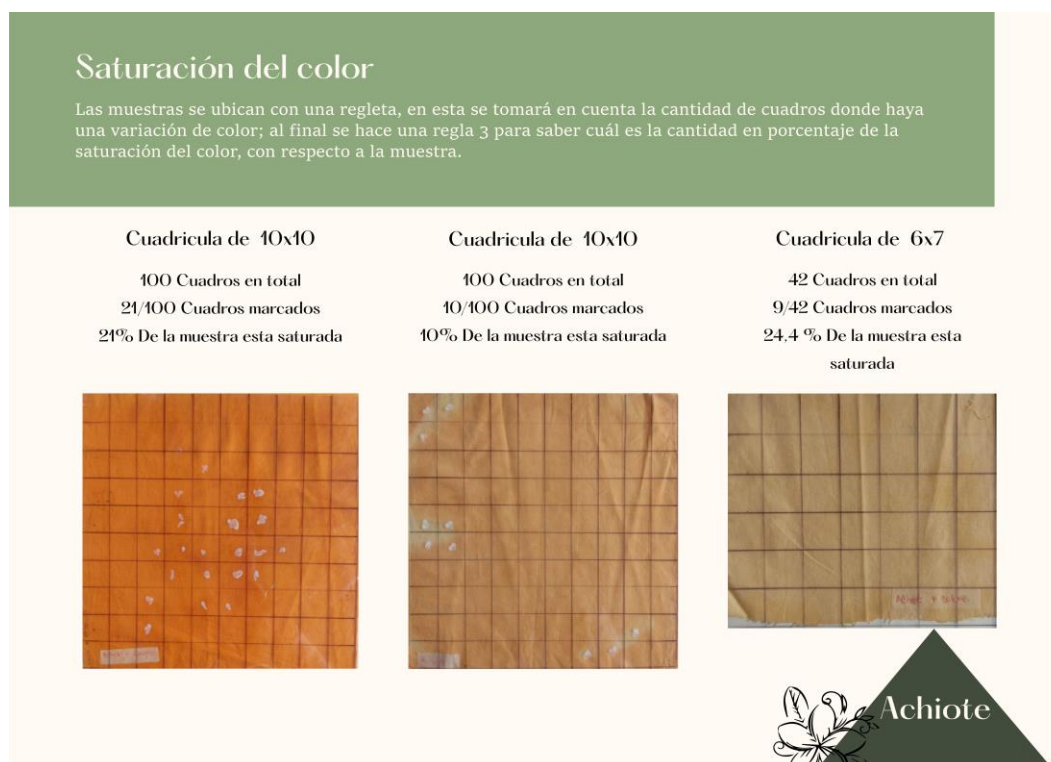 Saturación del color
Las muestras se ubican con una regleta, en esta se tomará en cuenta la cantidad de cuadros donde haya
una variación de color; al final se hace una regla 3 para saber cuál es la cantidad en porcentaje de la
saturación del color, con respecto a la muestra.
Cuadricula de 10x10
100 Cuadros en total
21/100 Cuadros marcados
21% De la muestra esta saturada
Cuadricula de 10x10
100 Cuadros en total
10/100 Cuadros marcados
10% De la muestra esta saturada
Cuadricula de 6x7
42 Cuadros en total
9/42 Cuadros marcados
24,4 % De la muestra esta
saturada
Achiote